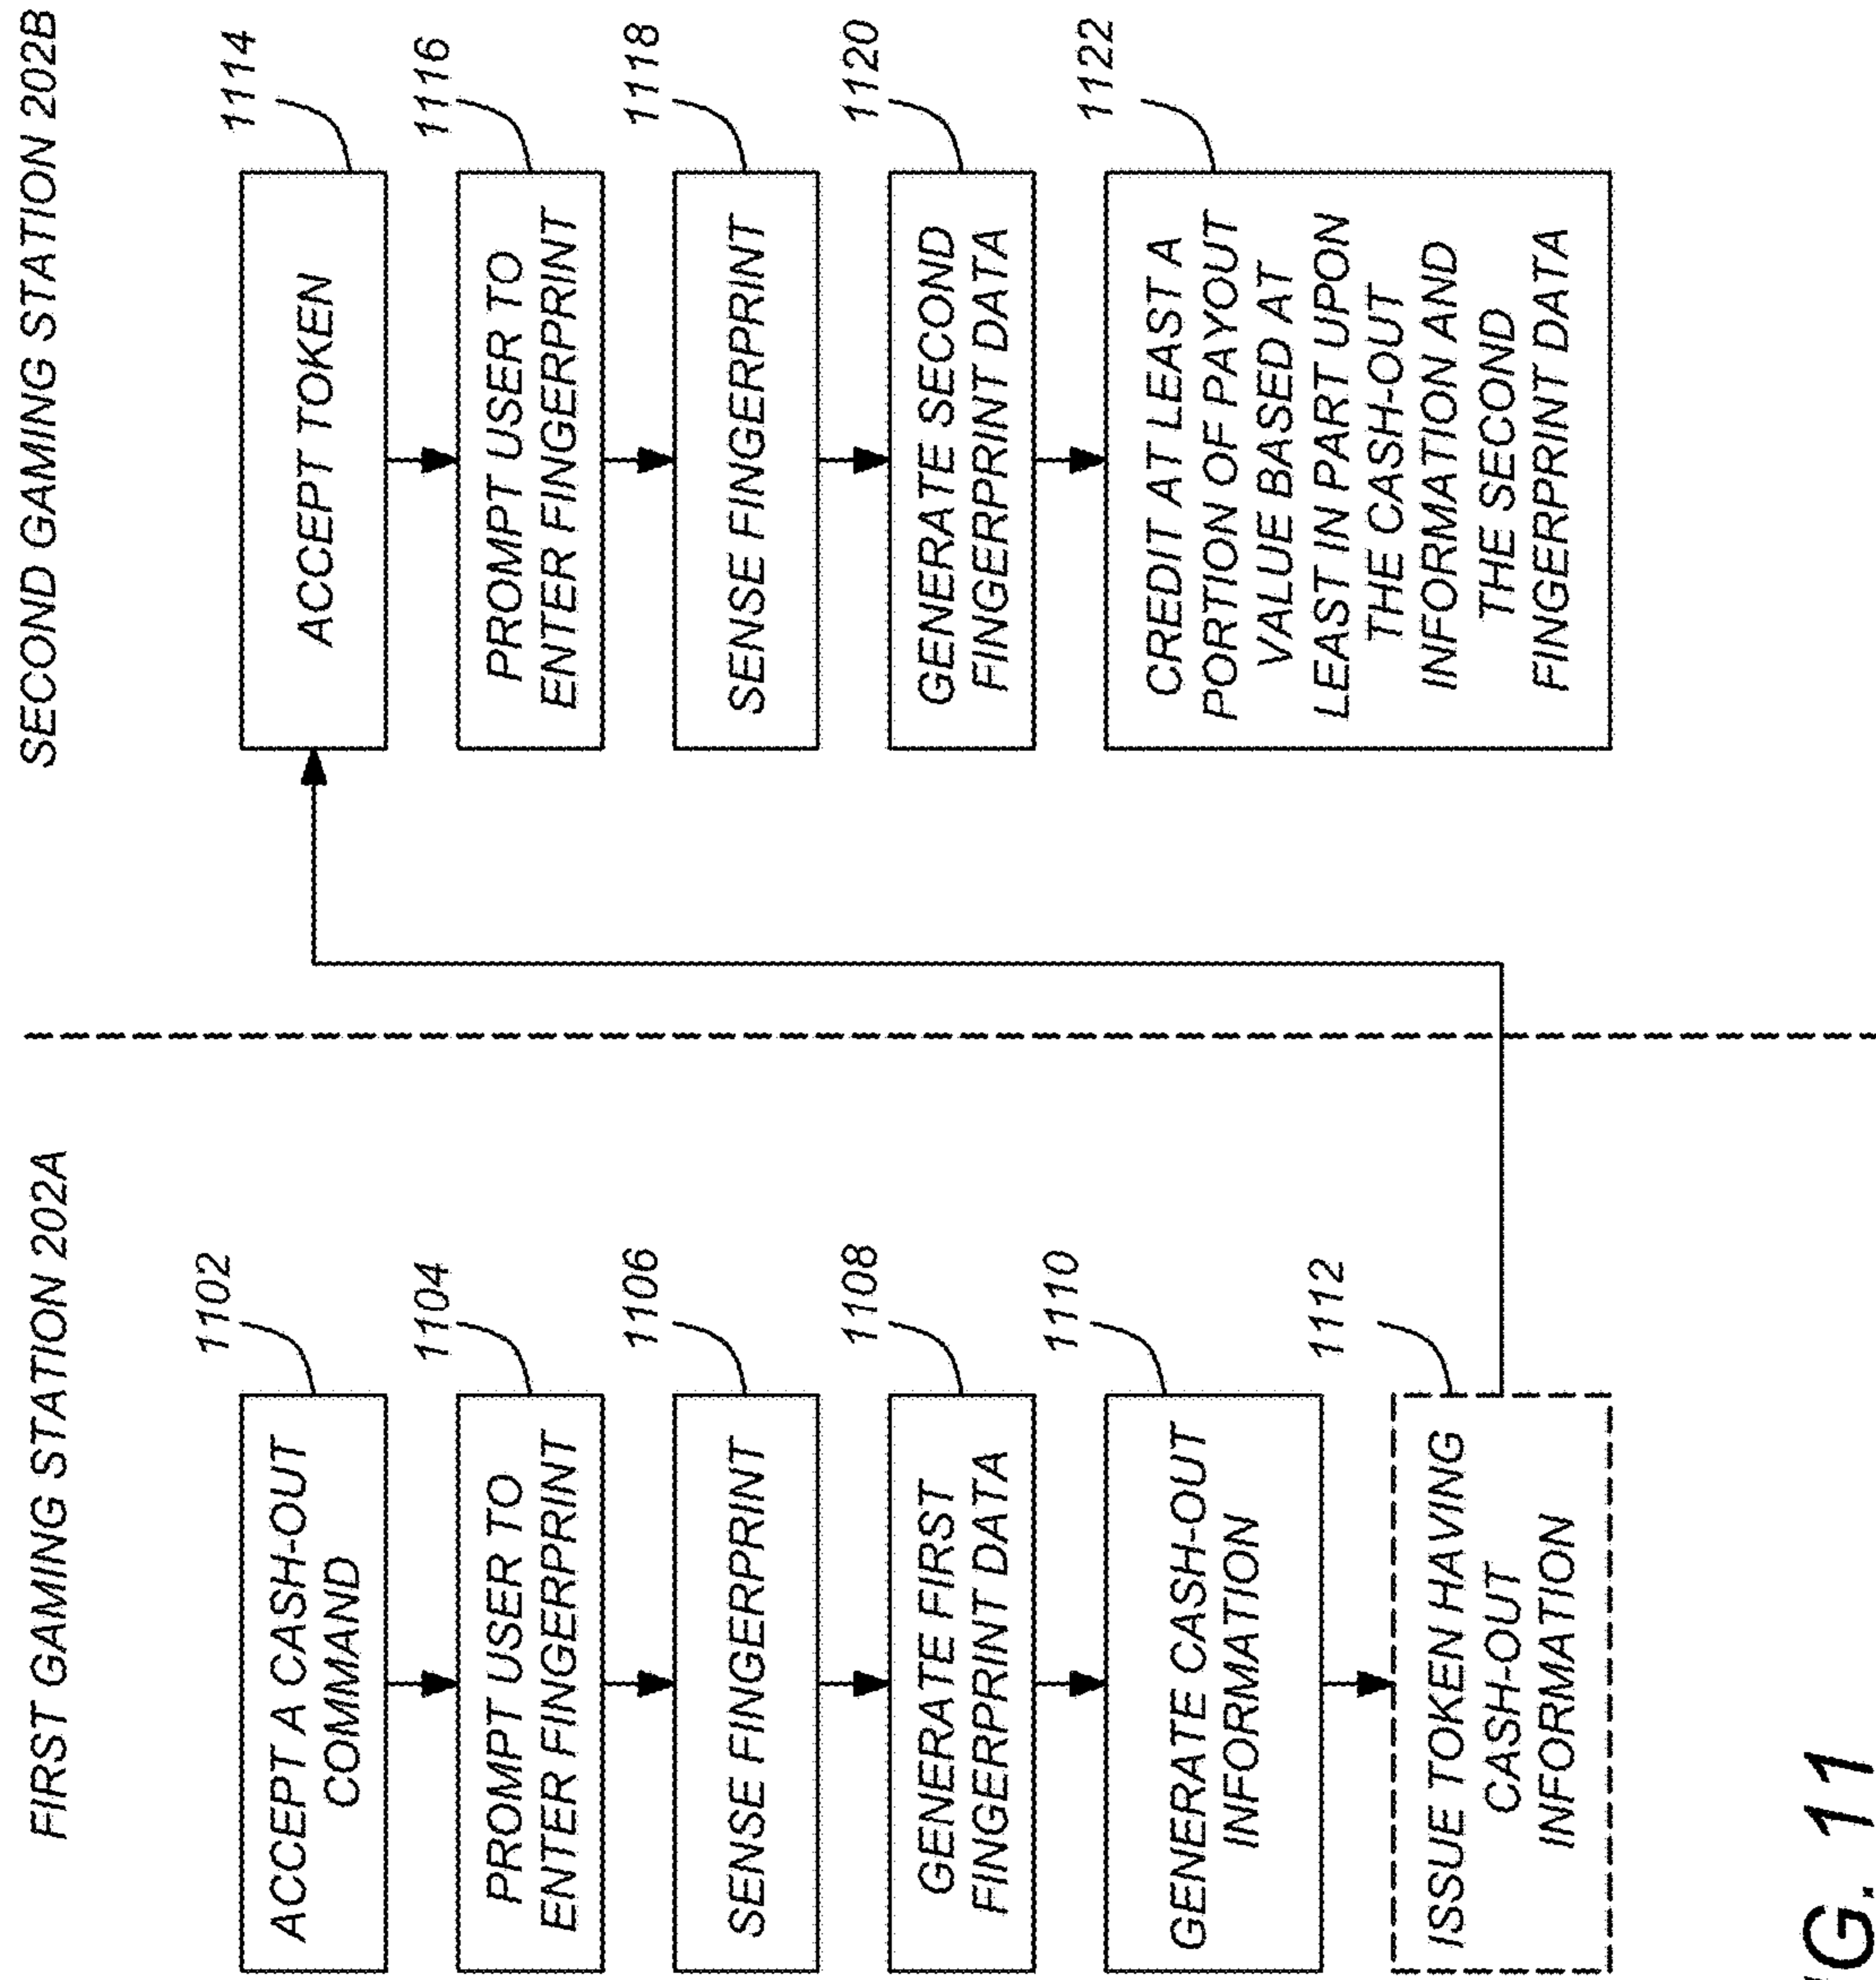 FIRST GAMING STATION 202A
1102
ACCEPT A CASH-OUT
COMMAND
1104
PROMPT USER TO
ENTER FINGERPRINT
1106
SENSE FINGERPRINT
1108
GENERATE FIRST
FINGERPRINT DATA
1110
GENERATE CASH-OUT
INFORMATION
1112
ISSUE TOKEN HAVING
CASH-OUT
INFORMATION
SECOND GAMING STATION 202B
1114
ACCEPT TOKEN
1116
PROMPT USER TO
ENTER FINGERPRINT
1118
SENSE FINGERPRINT
1120
GENERATE SECOND
FINGERPRINT DATA
1122
CREDIT AT LEAST A
PORTION OF PAYOUT
VALUE BASED AT
LEAST IN PART UPON
THE CASH-OUT
INFORMATION AND
THE SECOND
FINGERPRINT DATA
IG. 11